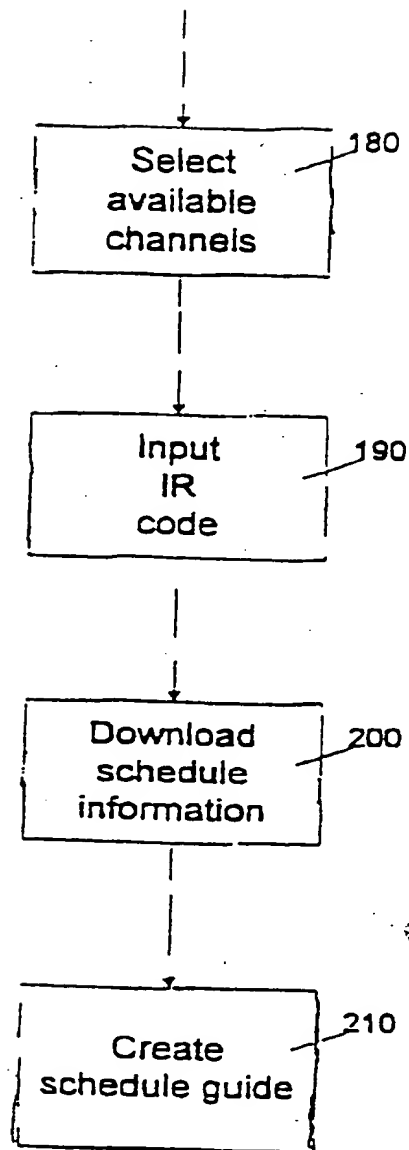 180
Select
available
channels
190
Input
IR
code
200
Download
schedule
information
210
Create
schedule guide